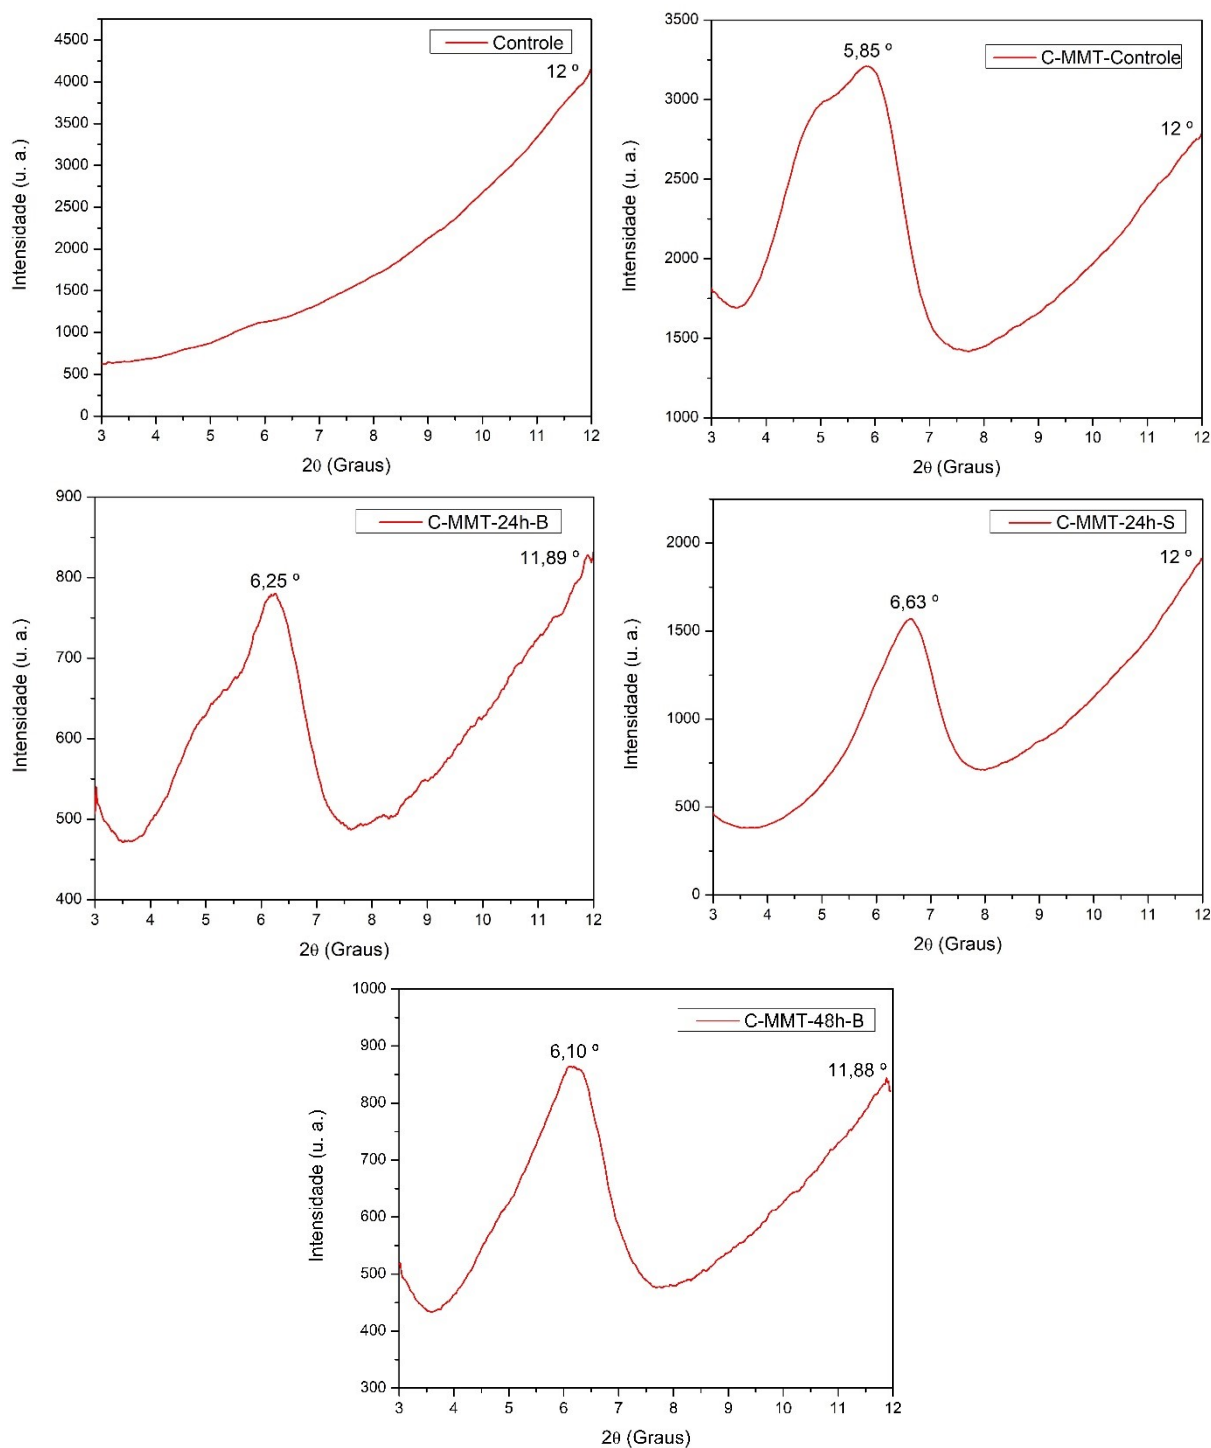 Controle
12 º
4500
4000
3500
3000
2500
2000
1500
1000
500
0
Intensidade (u. a.)
3 4 5 6 7 8 9 10 11 12
2θ (Graus)
C-MMT-Controle
5,85 º
12 º
3500
3000
2500
2000
1500
1000
Intensidade (u. a.)
3 4 5 6 7 8 9 10 11 12
2θ (Graus)
C-MMT-24h-B
11,89 º
6,25 º
900
800
700
600
500
400
Intensidade (u. a.)
3 4 5 6 7 8 9 10 11 12
2θ (Graus)
C-MMT-24h-S
12 º
6,63 º
2000
1500
1000
500
0
Intensidade (u. a.)
3 4 5 6 7 8 9 10 11 12
2θ (Graus)
C-MMT-48h-B
6,10 º
11,88 º
1000
900
800
700
600
500
400
300
Intensidade (u. a.)
3 4 5 6 7 8 9 10 11 12
2θ (Graus)